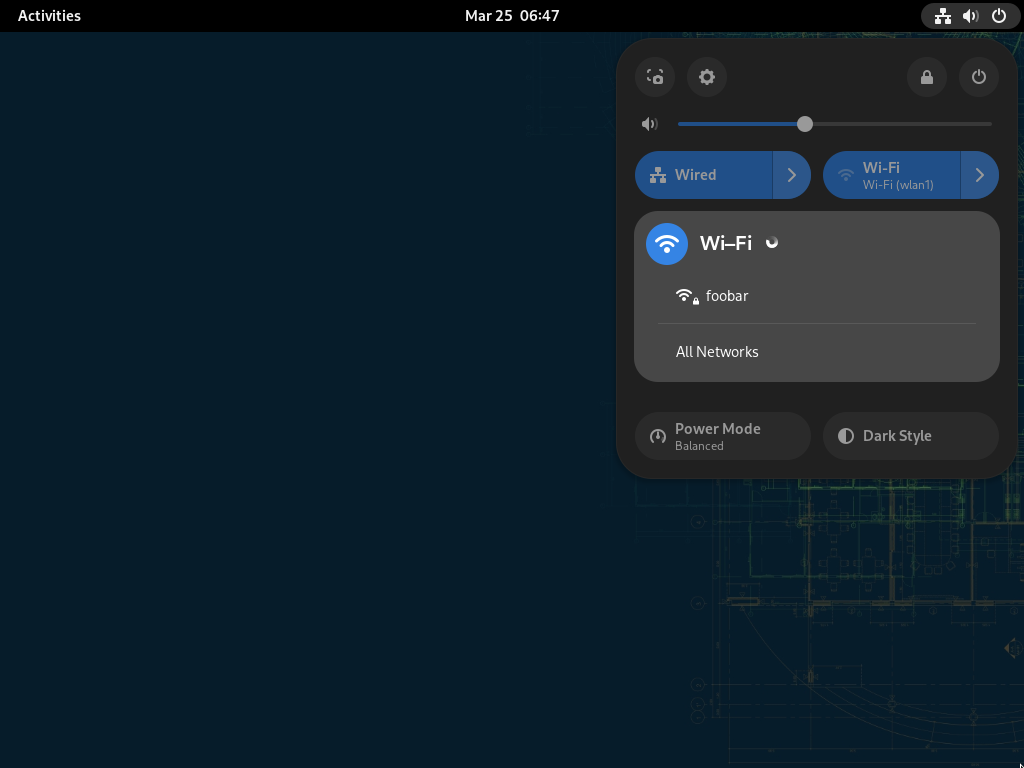 Activities
Mar 25 06:47
Wired
Wi-Fi
Wi-Fi (wlan1)
Wi–Fi
foobar
All Networks
Power Mode
Balanced
Dark Style